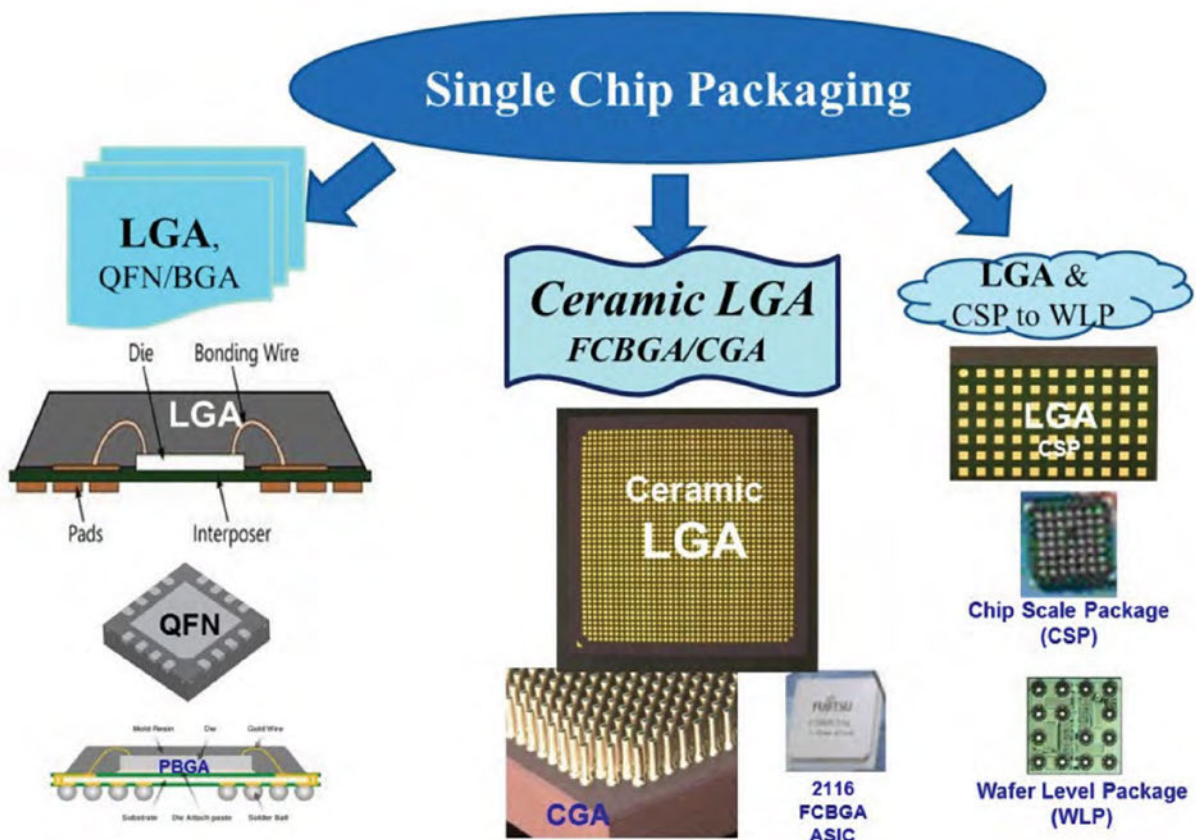 Single Chip Packaging
LGA,
QFN/BGA
Ceramic LGA
FCBGA/CGA
LGA &
CSP to WLP
Die
Bonding Wire
LGA
Pads
Interposer
QFN
Mold Resin
Die
Gold Wire
PBGA
Substrate
Die Attach paste
Solder Ball
Ceramic
LGA
CGA
FUJITSU
2116
FCBGA
ASIC
LGA
CSP
Chip Scale Package
(CSP)
Wafer Level Package
(WLP)